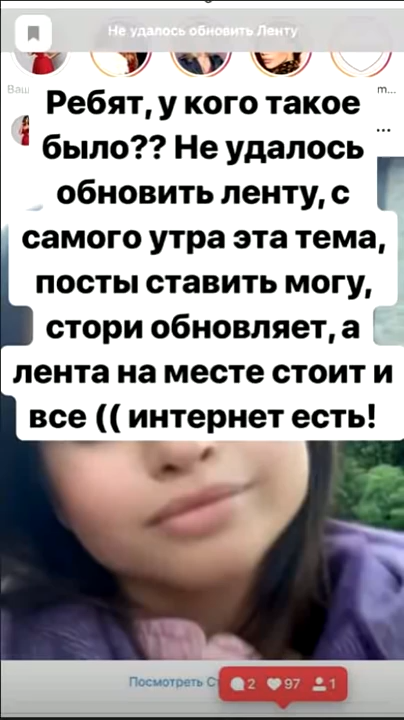 Не удалось обновить Ленту
Ваш
m...
Ребят, у кого такое
было?? Не удалось
обновить ленту, с
самого утра эта тема,
посты ставить могу,
стори обновляет, а
лента на месте стоит и
все (( интернет есть!
Посмотреть С
2 97 1